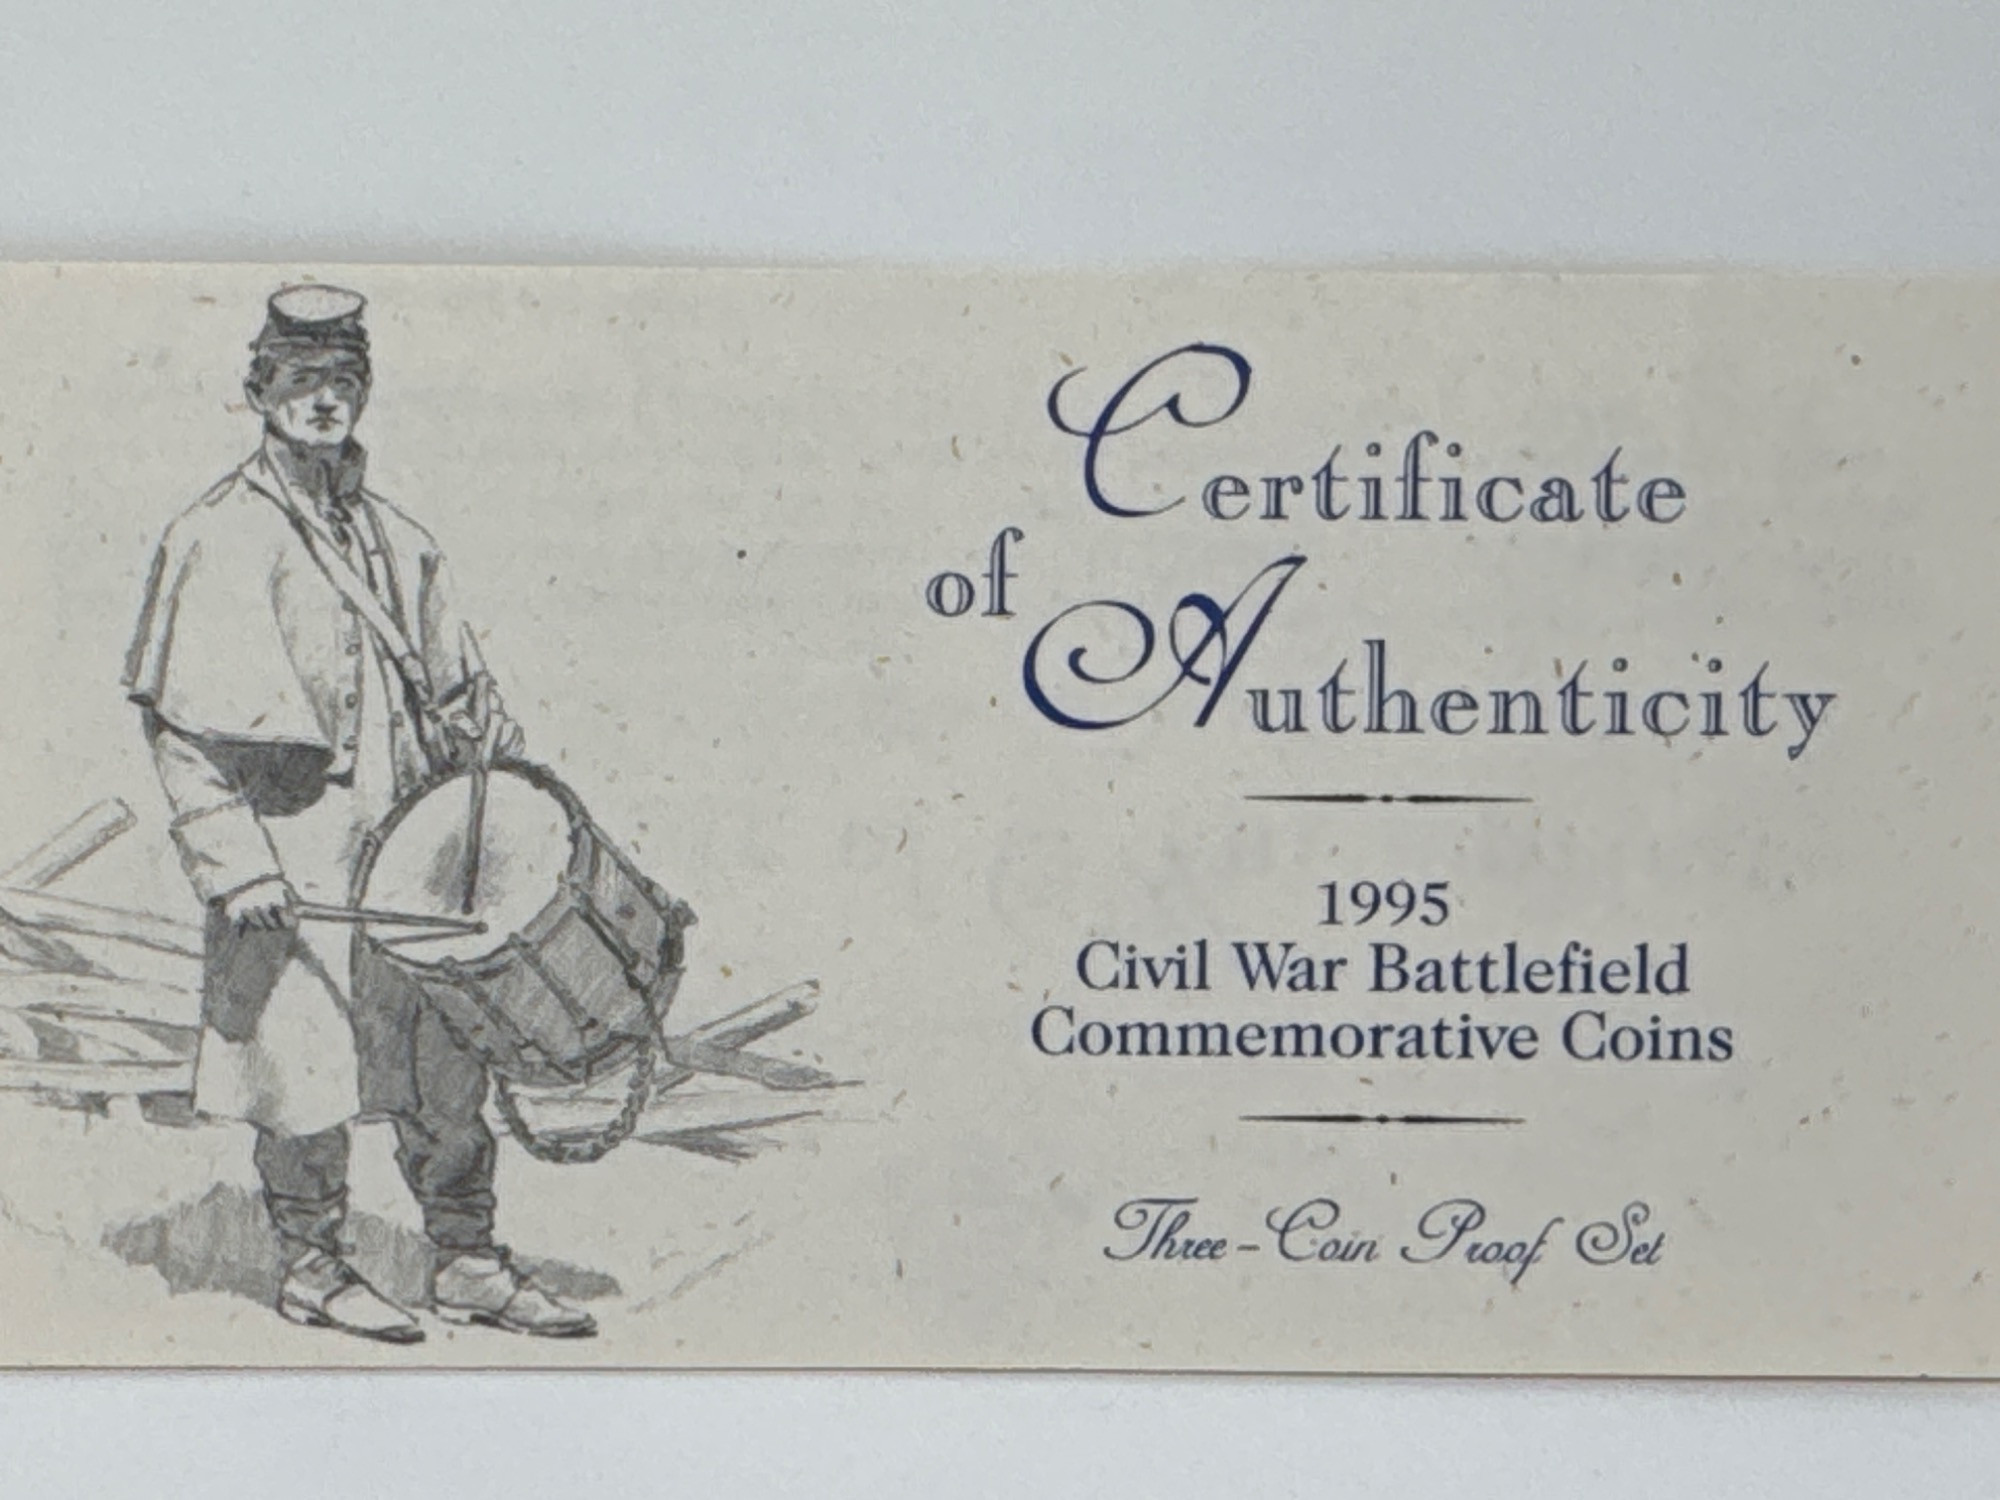 Certificate
of Authenticity
1995
Civil War Battlefield
Commemorative Coins
Three-Coin Proof Set